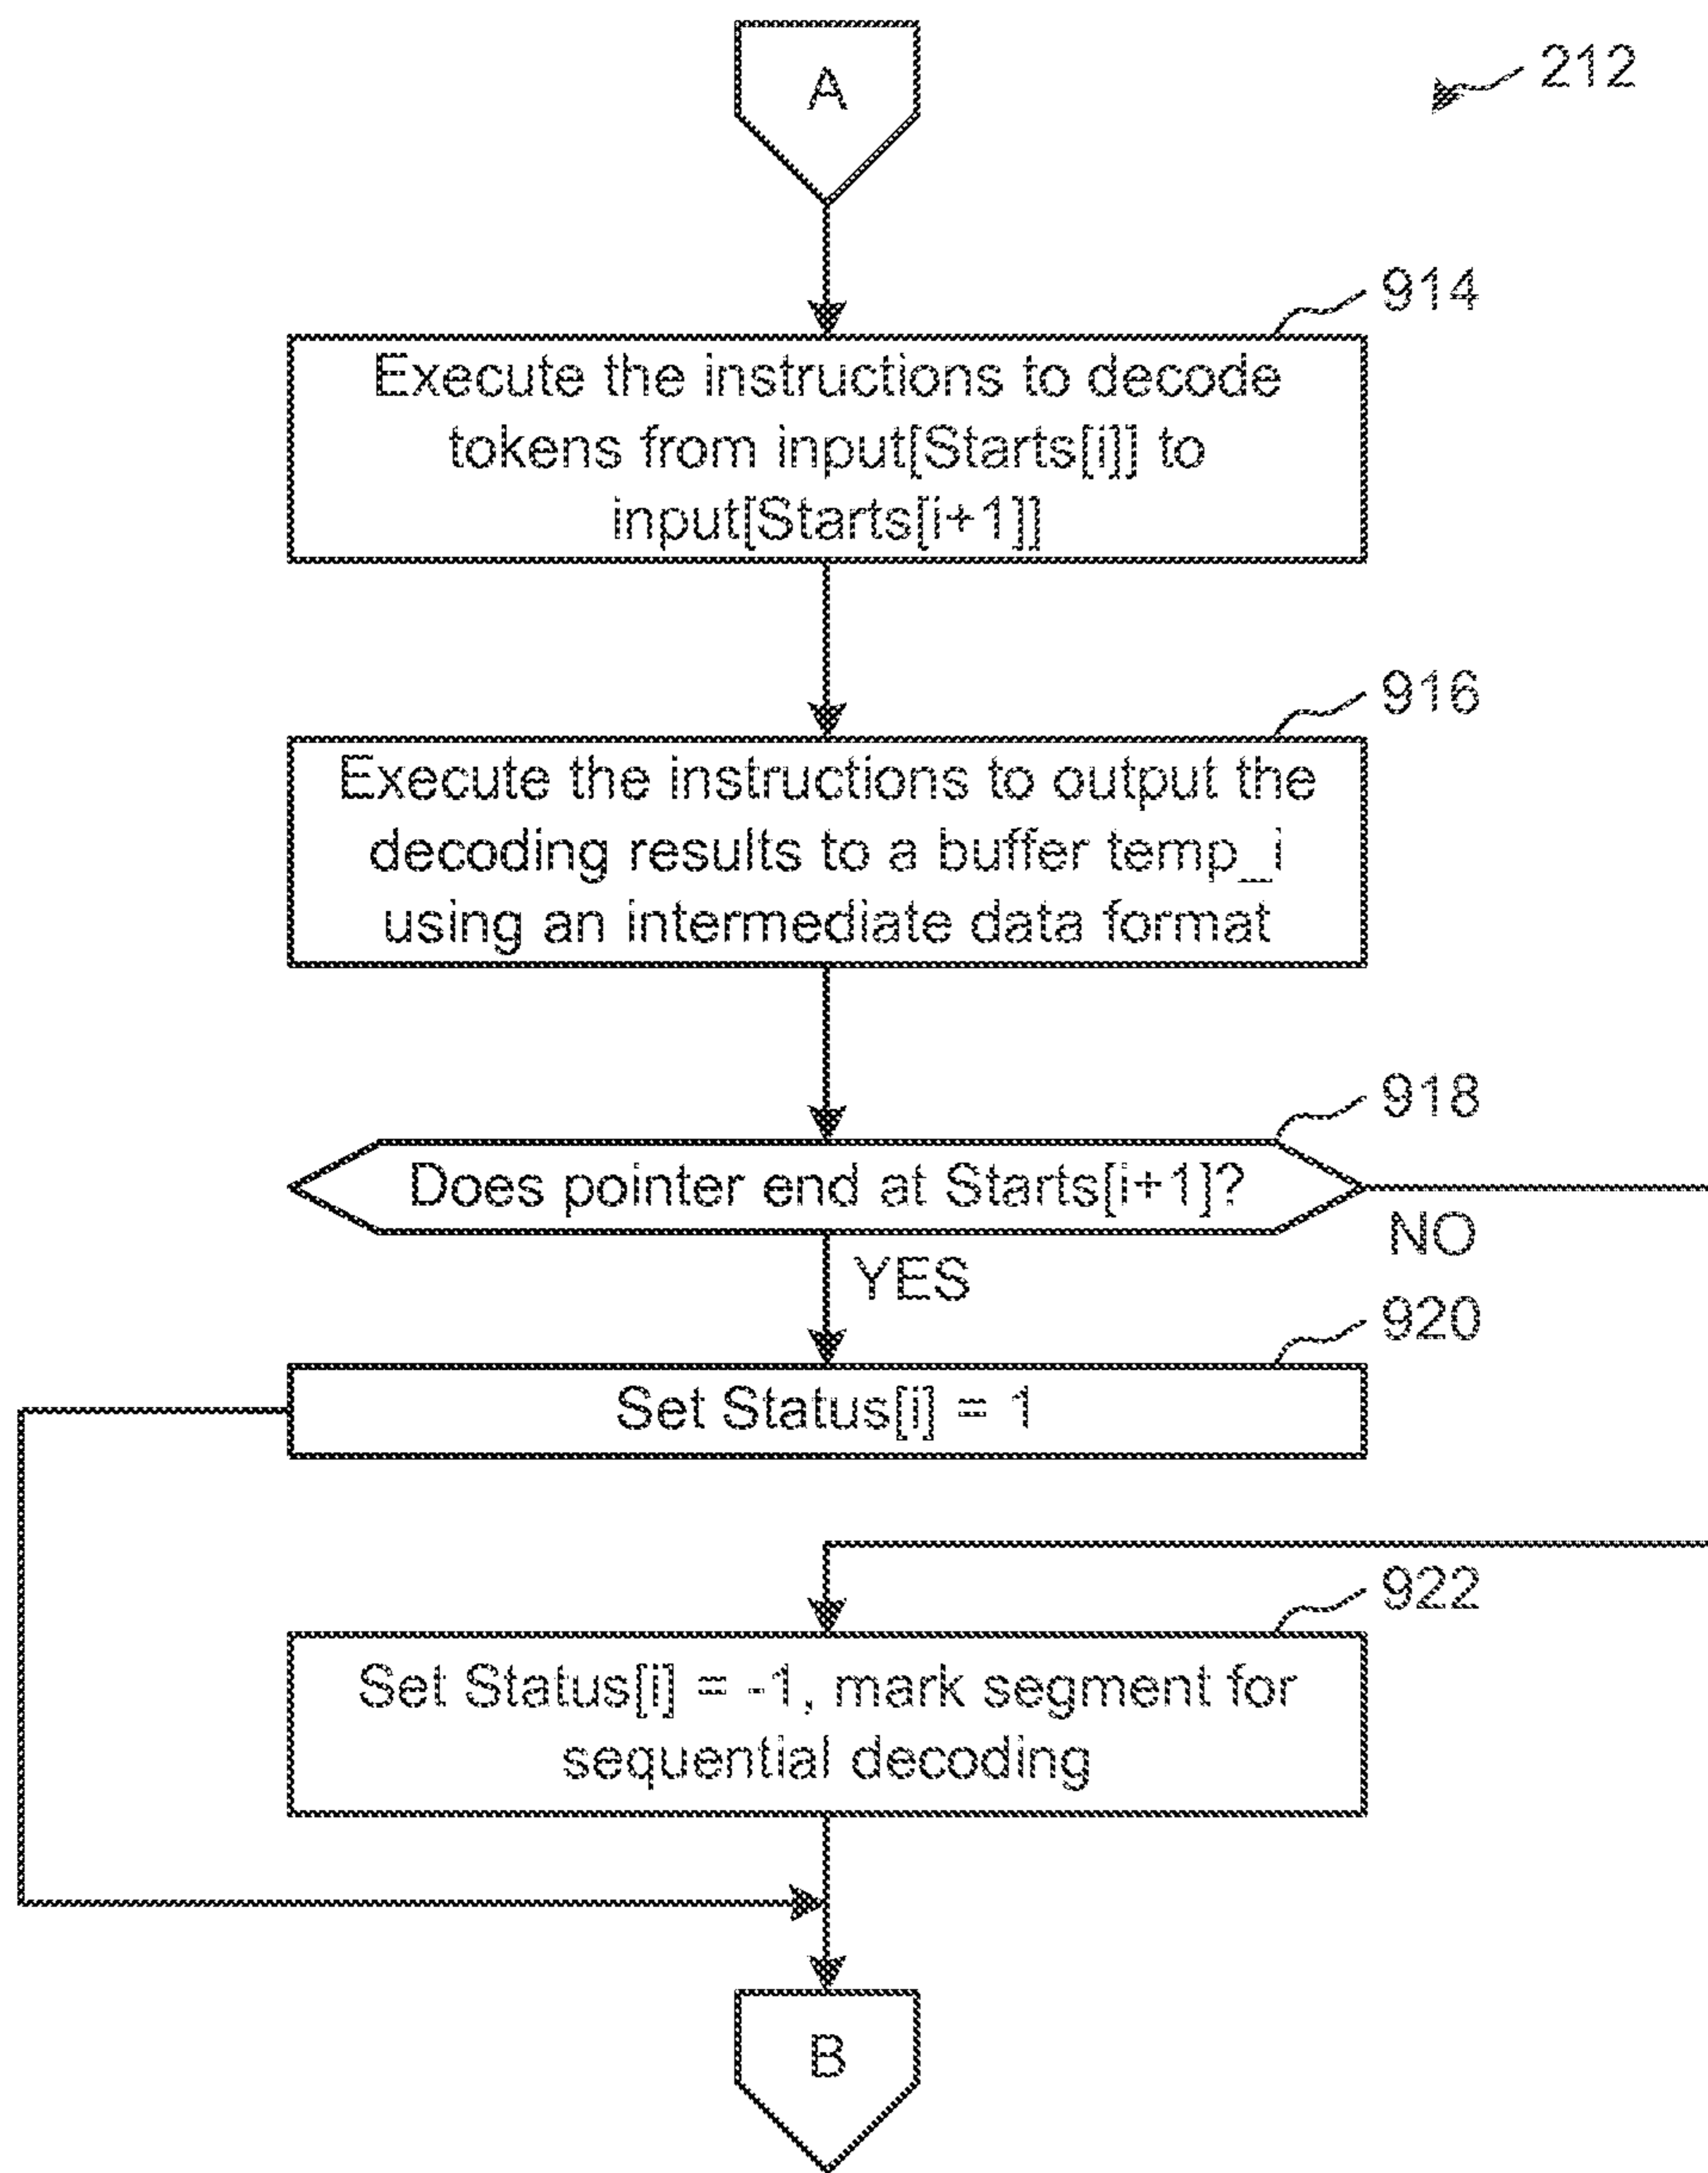 A
212
914
Execute the instructions to decode
tokens from input[Starts[i]] to
input[Starts[i+1]]
916
Execute the instructions to output the
decoding results to a buffer temp_i
using an intermediate data format
918
Does pointer end at Starts[i+1]?
NO
YES
920
Set Status[i] = 1
922
Set Status[i] = -1, mark segment for
sequential decoding
B